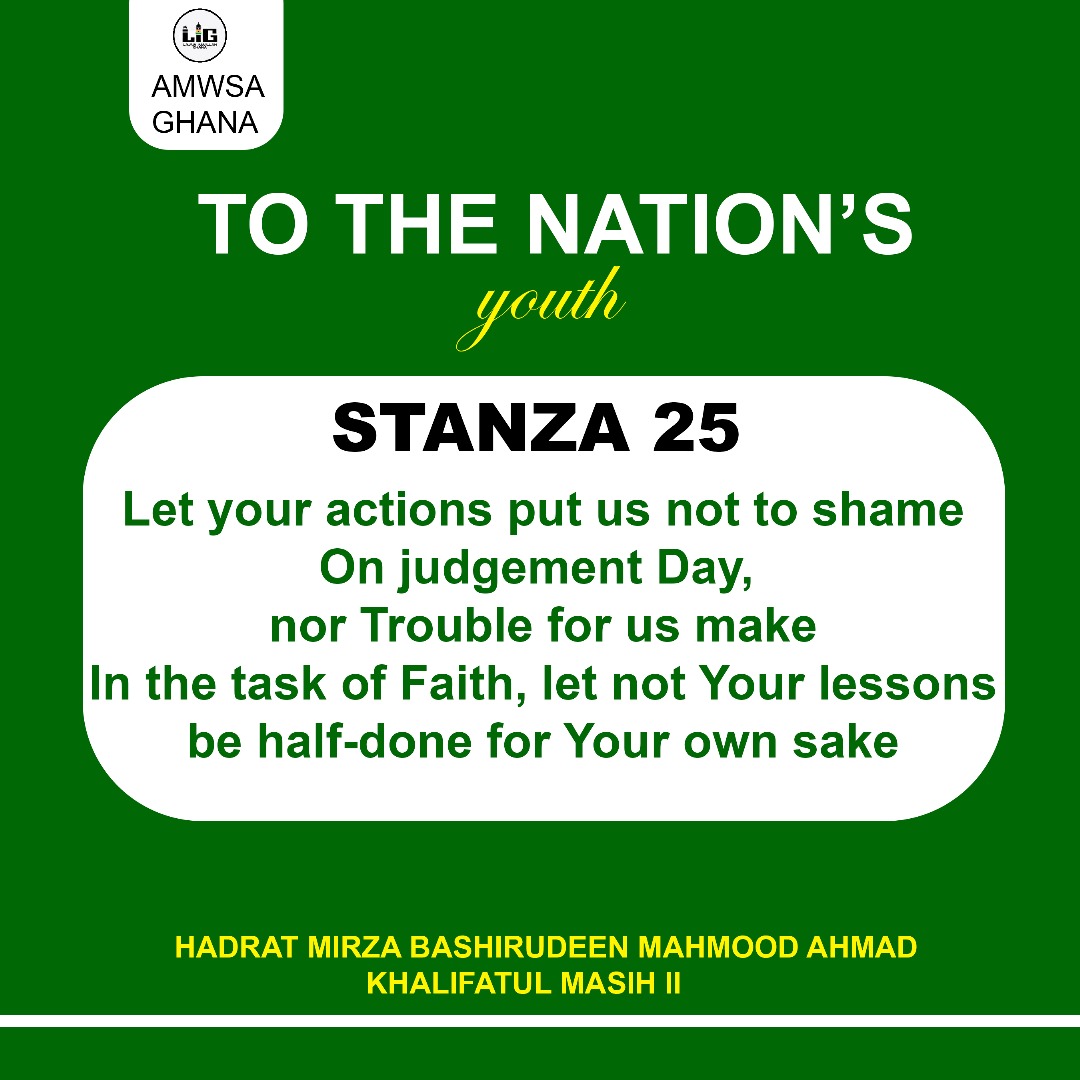 LIG
AMWSA
GHANA
TO THE NATION'S
youth
STANZA 25
Let your actions put us not to shame
On judgement Day,
nor Trouble for us make
In the task of Faith, let not Your lessons
be half-done for Your own sake
HADRAT MIRZA BASHIRUDEEN MAHMOOD AHMAD
KHALIFATUL MASIH II